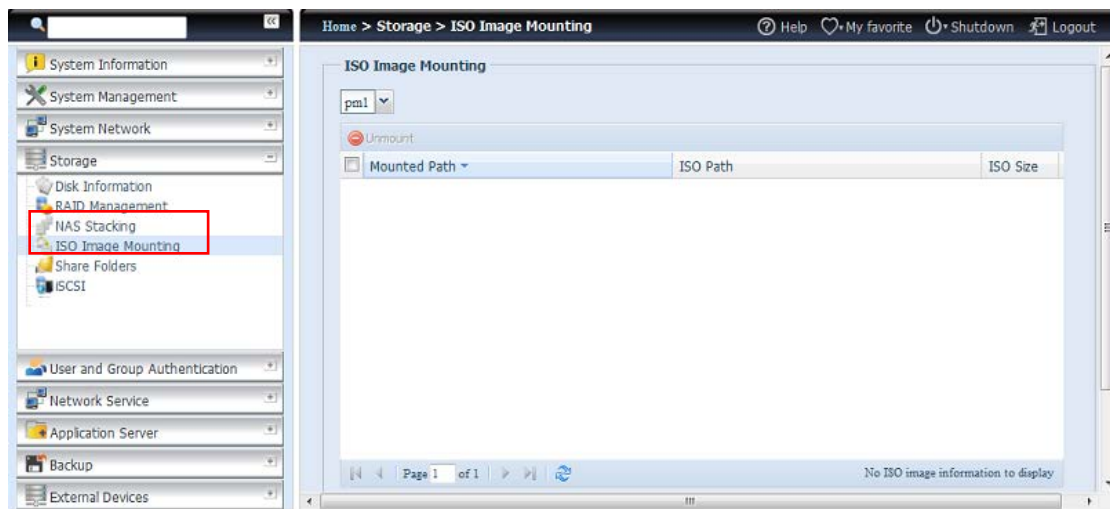 Home > Storage > ISO Image Mounting
Help My favorite Shutdown Logout
System Information
System Management
System Network
Storage
Disk Information
RAID Management
NAS Stacking
ISO Image Mounting
Share Folders
iSCSI
User and Group Authentication
Network Service
Application Server
Backup
External Devices
ISO Image Mounting
pm1
Unmount
Mounted Path ISO Path ISO Size
Page 1 of 1
No ISO image information to display